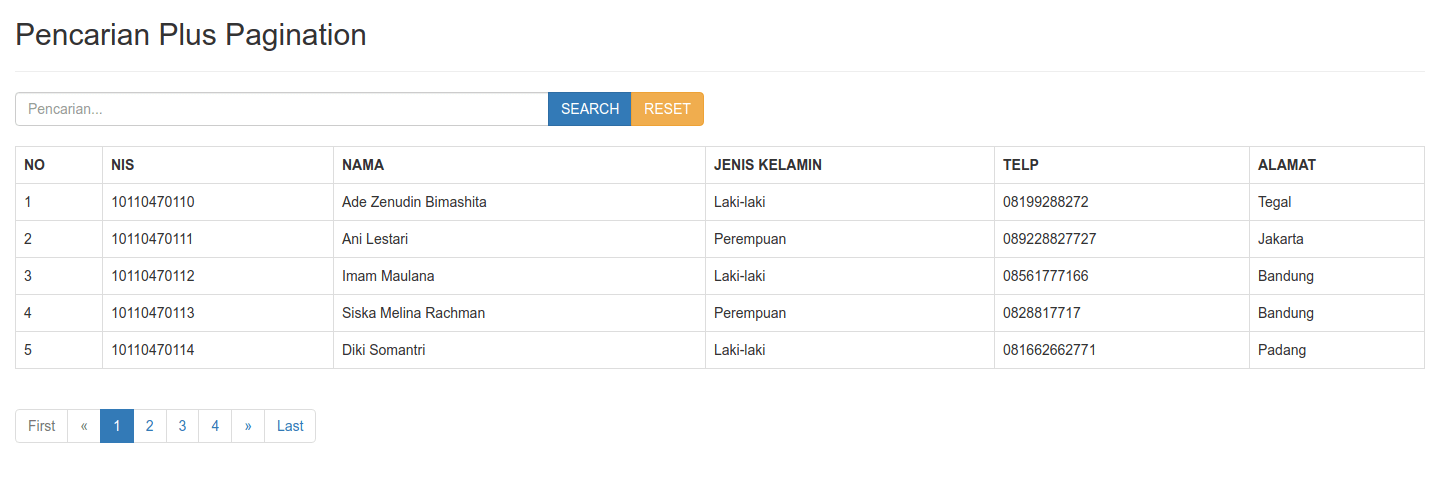 Pencarian Plus Pagination
Pencarian... SEARCH RESET
NO NIS NAMA JENIS KELAMIN TELP ALAMAT
1 10110470110 Ade Zenudin Bimashita Laki-laki 08199288272 Tegal
2 10110470111 Ani Lestari Perempuan 089228827727 Jakarta
3 10110470112 Imam Maulana Laki-laki 08561777166 Bandung
4 10110470113 Siska Melina Rachman Perempuan 0828817717 Bandung
5 10110470114 Diki Somantri Laki-laki 081662662771 Padang
First « 1 2 3 4 » Last